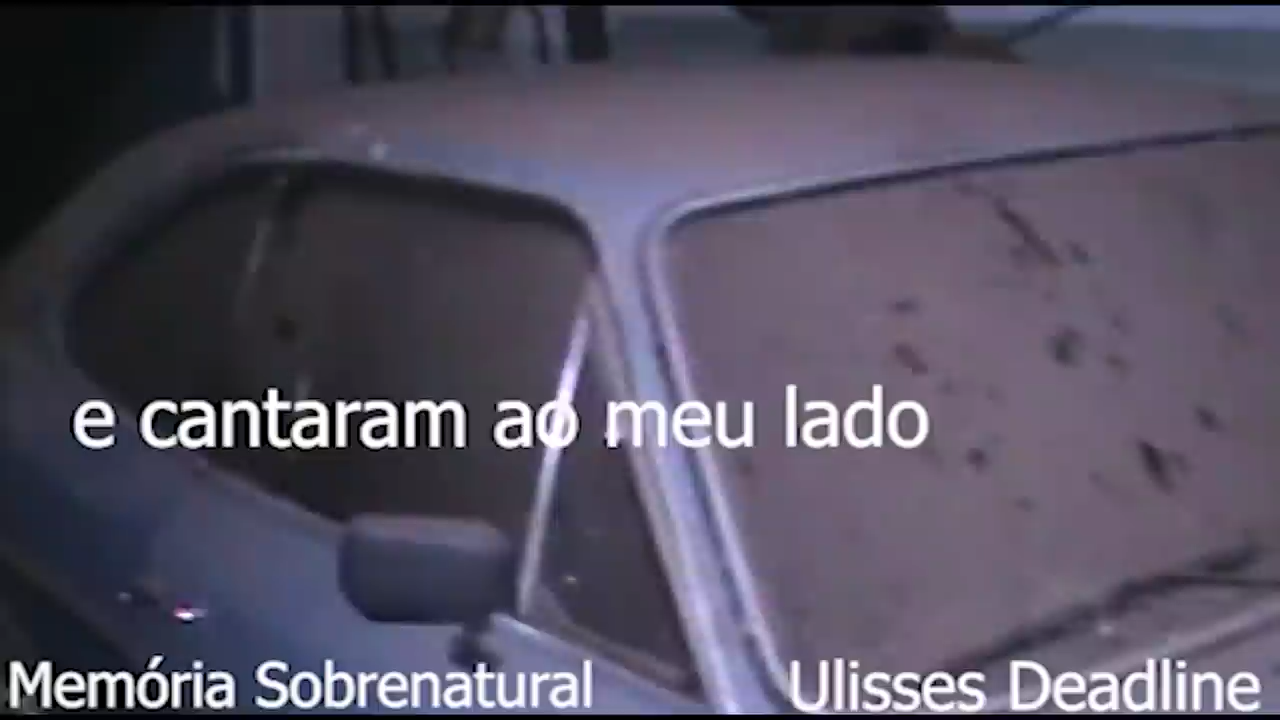 e cantaram ao meu lado
Memória Sobrenatural
Ulisses Deadline